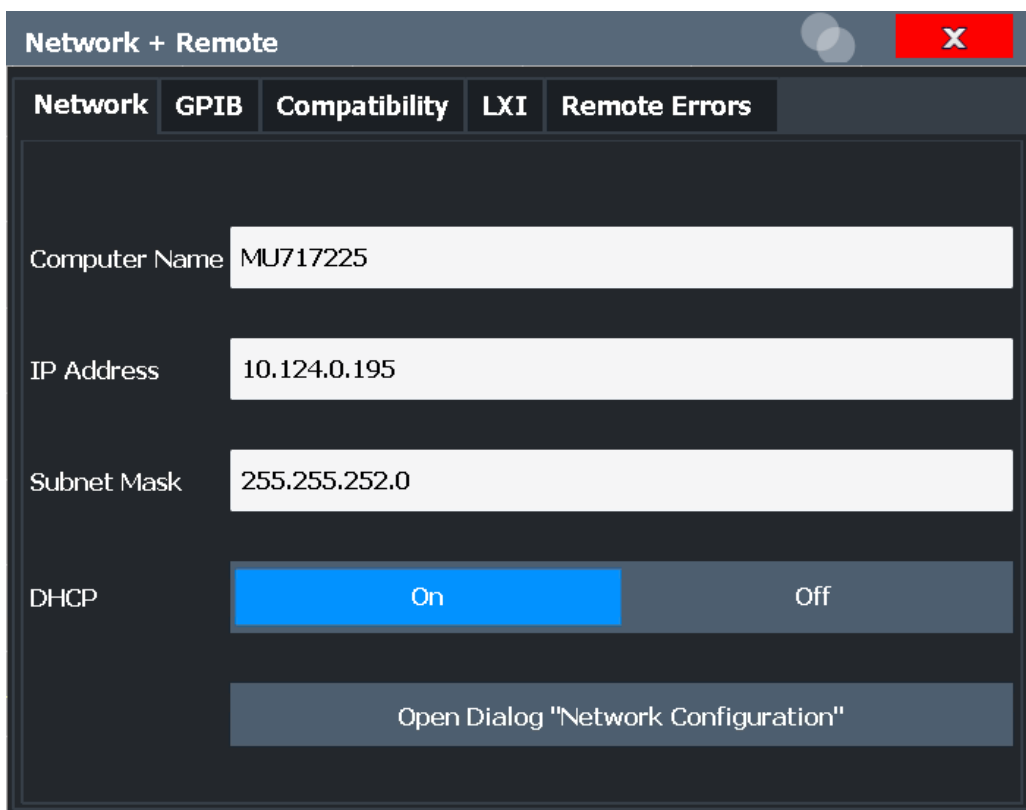 Network + Remote X
Network GPIB Compatibility LXI Remote Errors
Computer Name MU717225
IP Address 10.124.0.195
Subnet Mask 255.255.252.0
DHCP On Off
Open Dialog "Network Configuration"